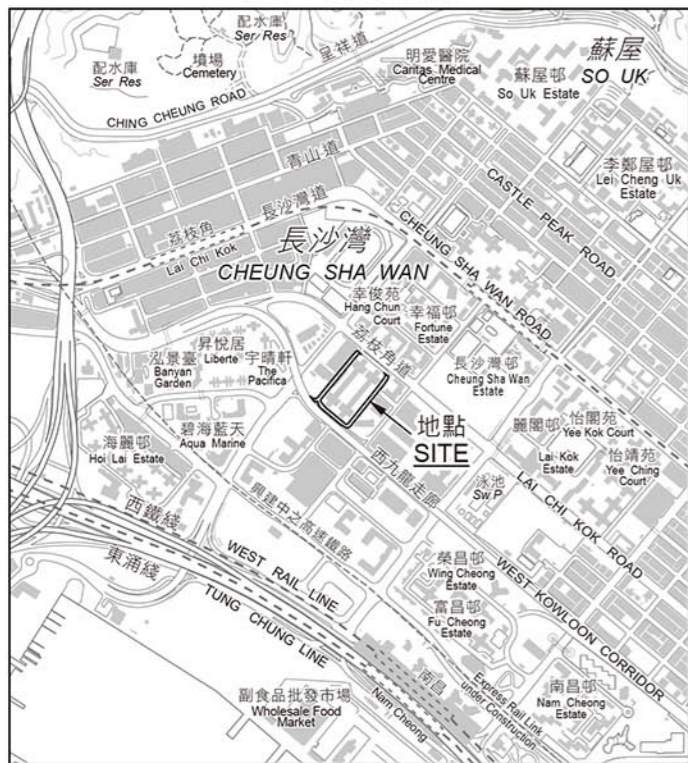 配水庫
Ser Res
配水庫
Ser Res
墳場
Cemetery
呈祥道
CHING CHEUNG ROAD
明愛醫院
Caritas Medical
Centre
蘇屋邨
So Uk Estate
蘇屋
SO UK
李鄭屋邨
Lei Cheng Uk
Estate
青山道
CASTLE PEAK ROAD
長沙灣道
CHEUNG SHA WAN ROAD
荔枝角
Lai Chi Kok
長沙灣
CHEUNG SHA WAN
幸俊苑
Hang Chun
Court
幸福邨
Fortune
Estate
荔枝角道
長沙灣邨
Cheung Sha Wan
Estate
泓景臺
Banyan
Garden
昇悅居
Liberte
宇晴軒
The
Pacifica
碧海藍天
Aqua Marine
海麗邨
Hoi Lai Estate
地點
SITE
麗閣邨
Lai Kok
Estate
怡閣苑
Yee Kok Court
怡靖苑
Yee Ching
Court
泳池
Sw P
LAI CHI KOK ROAD
西九龍走廊
WEST KOWLOON CORRIDOR
興建中之高速鐵路
Express Rail Link
under Construction
西鐵綫
WEST RAIL LINE
東涌綫
TUNG CHUNG LINE
榮昌邨
Wing Cheong
Estate
富昌邨
Fu Cheong
Estate
南昌
Nam Cheong
南昌邨
Nam Cheong
Estate
副食品批發市場
Wholesale Food
Market